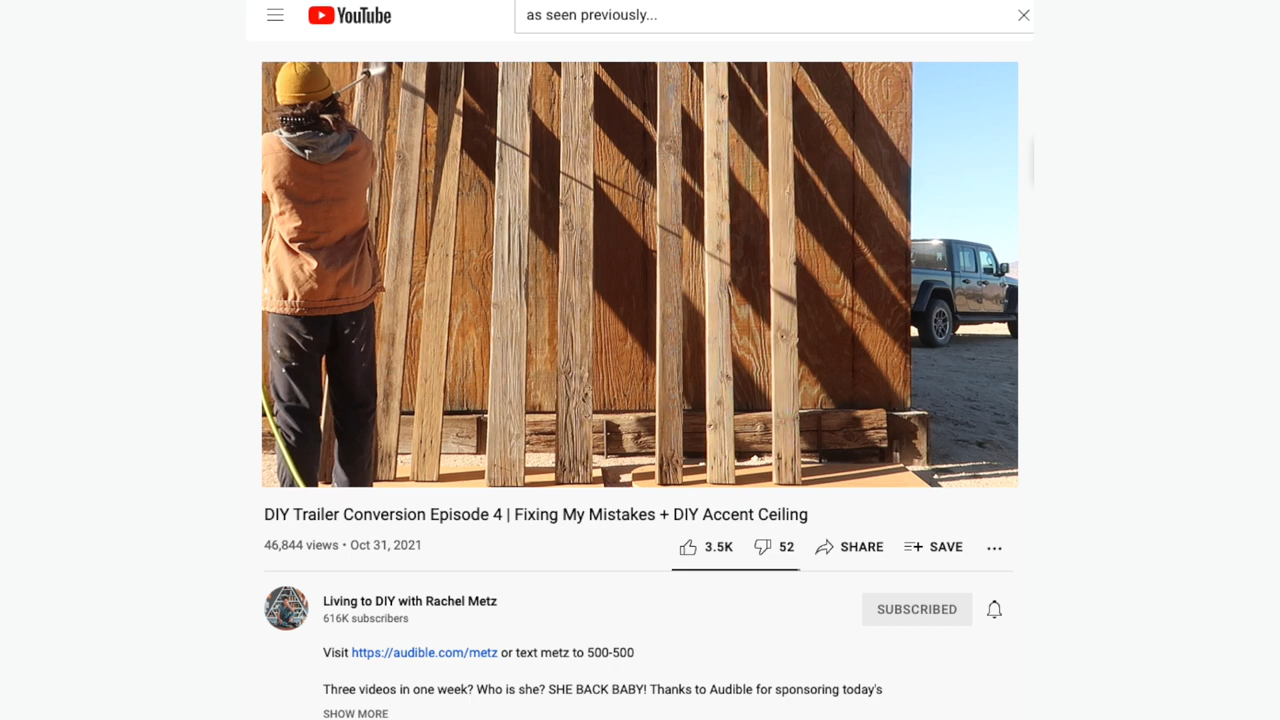 YouTube
as seen previously...
DIY Trailer Conversion Episode 4 | Fixing My Mistakes + DIY Accent Ceiling
46,844 views • Oct 31, 2021
3.5K
52
SHARE
SAVE
Living to DIY with Rachel Metz
616K subscribers
SUBSCRIBED
Visit https://audible.com/metz or text metz to 500-500
Three videos in one week? Who is she? SHE BACK BABY! Thanks to Audible for sponsoring today's
SHOW MORE